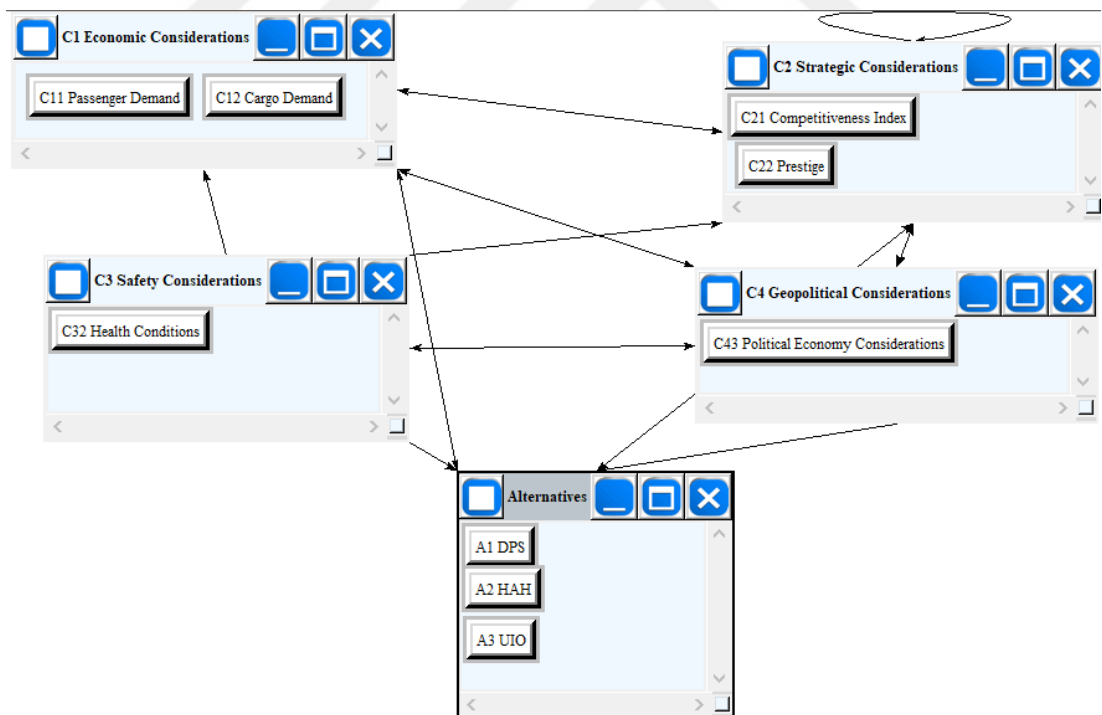 C1 Economic Considerations
C11 Passenger Demand
C12 Cargo Demand
C2 Strategic Considerations
C21 Competitiveness Index
C22 Prestige
C3 Safety Considerations
C32 Health Conditions
C4 Geopolitical Considerations
C43 Political Economy Considerations
Alternatives
A1 DPS
A2 HAH
A3 UIO